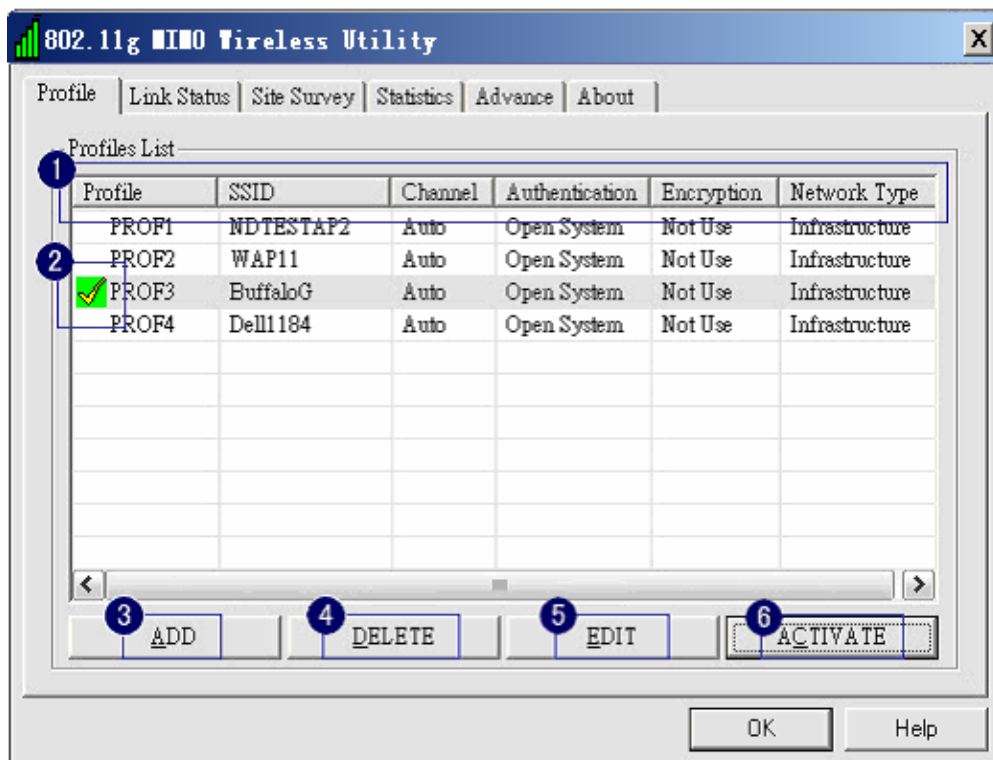 802.11g MIMO Wireless Utility X
Profile Link Status Site Survey Statistics Advance About
Profiles List
1
Profile SSID Channel Authentication Encryption Network Type
PROF1 NDTESTAP2 Auto Open System Not Use Infrastructure
2
PROF2 WAP11 Auto Open System Not Use Infrastructure
PROF3 BuffaloG Auto Open System Not Use Infrastructure
PROF4 Dell1184 Auto Open System Not Use Infrastructure
3 ADD 4 DELETE 5 EDIT 6 ACTIVATE
OK Help